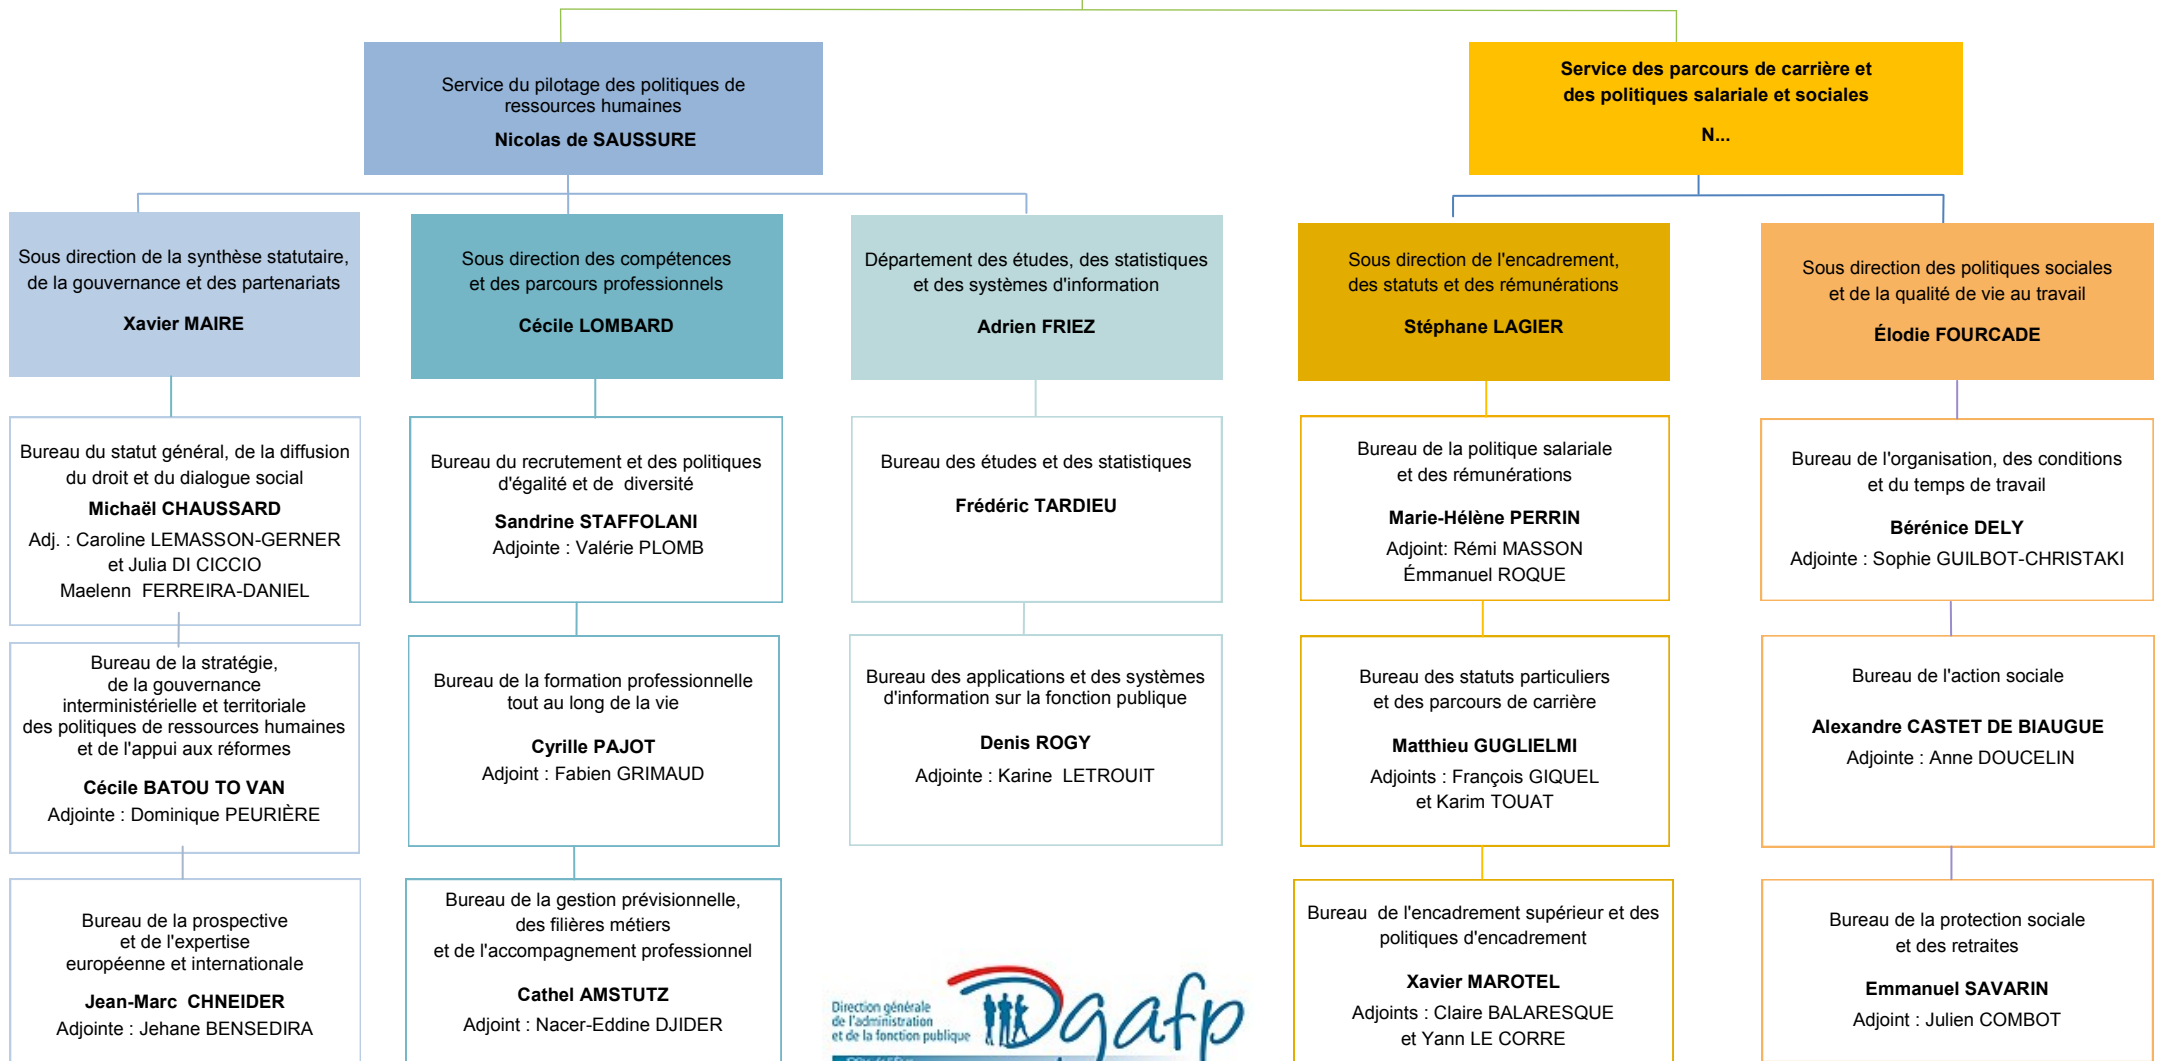 Service du pilotage des politiques de
ressources humaines
Nicolas de SAUSSURE
Service des parcours de carrière et
des politiques salariale et sociales
N...
Sous direction de la synthèse statutaire,
de la gouvernance et des partenariats
Xavier MAIRE
Sous direction des compétences
et des parcours professionnels
Cécile LOMBARD
Département des études, des statistiques
et des systèmes d'information
Adrien FRIEZ
Sous direction de l'encadrement,
des statuts et des rémunérations
Stéphane LAGIER
Sous direction des politiques sociales
et de la qualité de vie au travail
Élodie FOURCADE
Bureau du statut général, de la diffusion
du droit et du dialogue social
Michaël CHAUSSARD
Adj. : Caroline LEMASSON-GERNER
et Julia DI CICCIO
Maelenn FERREIRA-DANIEL
Bureau du recrutement et des politiques
d'égalité et de diversité
Sandrine STAFFOLANI
Adjointe : Valérie PLOMB
Bureau des études et des statistiques
Frédéric TARDIEU
Bureau de la politique salariale
et des rémunérations
Marie-Hélène PERRIN
Adjoint: Rémi MASSON
Émmanuel ROQUE
Bureau de l'organisation, des conditions
et du temps de travail
Bérénice DELY
Adjointe : Sophie GUILBOT-CHRISTAKI
Bureau de la stratégie,
de la gouvernance
interministérielle et territoriale
des politiques de ressources humaines
et de l'appui aux réformes
Cécile BATOU TO VAN
Adjointe : Dominique PEURIÈRE
Bureau de la formation professionnelle
tout au long de la vie
Cyrille PAJOT
Adjoint : Fabien GRIMAUD
Bureau des applications et des systèmes
d'information sur la fonction publique
Denis ROGY
Adjointe : Karine LETROUIT
Bureau des statuts particuliers
et des parcours de carrière
Matthieu GUGLIELMI
Adjoints : François GIQUEL
et Karim TOUAT
Bureau de l'action sociale
Alexandre CASTET DE BIAUGUE
Adjointe : Anne DOUCELIN
Bureau de la prospective
et de l'expertise
européenne et internationale
Jean-Marc CHNEIDER
Adjointe : Jehane BENSEDIRA
Bureau de la gestion prévisionnelle,
des filières métiers
et de l'accompagnement professionnel
Cathel AMSTUTZ
Adjoint : Nacer-Eddine DJIDER
Direction générale
de l'administration
et de la fonction publique
Dgafp
Bureau de l'encadrement supérieur et des
politiques d'encadrement
Xavier MAROTEL
Adjoints : Claire BALARESQUE
et Yann LE CORRE
Bureau de la protection sociale
et des retraites
Emmanuel SAVARIN
Adjoint : Julien COMBOT